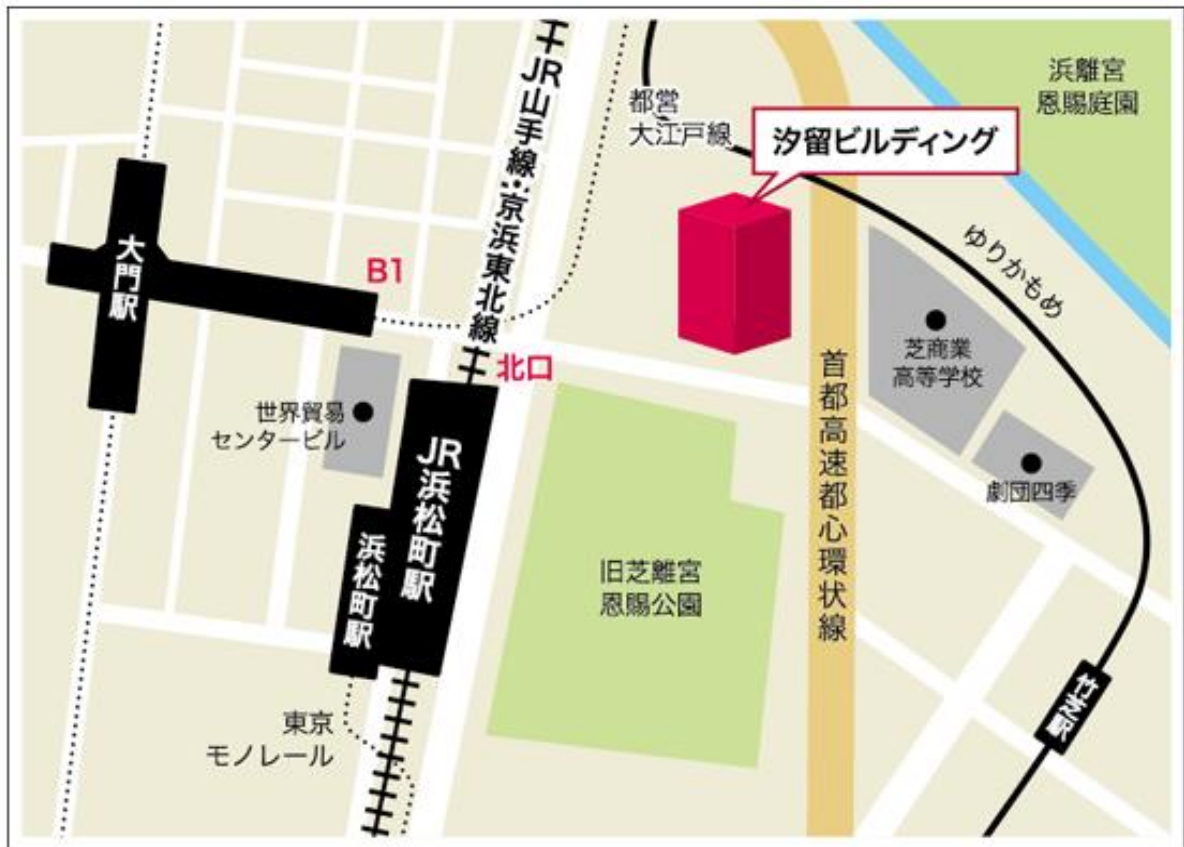 浜離宮
恩賜庭園
都営
大江戸線
汐留ビルディング
JR山手線・京浜東北線
大門駅
B1
北口
ゆりかもめ
芝商業
高等学校
世界貿易
センタービル
劇団四季
首都高速都心環状線
JR浜松町駅
浜松町駅
旧芝離宮
恩賜公園
竹芝駅
東京
モノレール